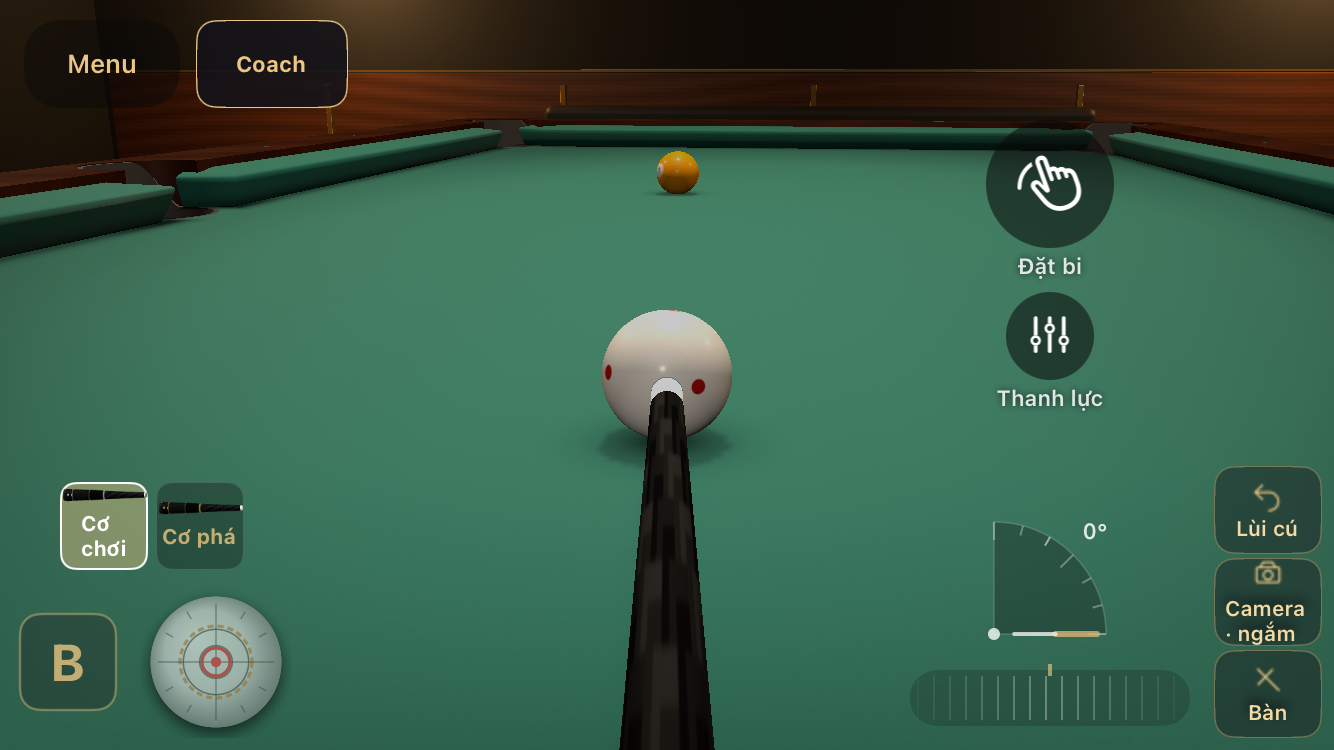 Menu
Coach
Đặt bi
Thanh lực
Cơ
chơi
Cơ phá
B
0°
Lùi cú
Camera
· ngắm
Bàn